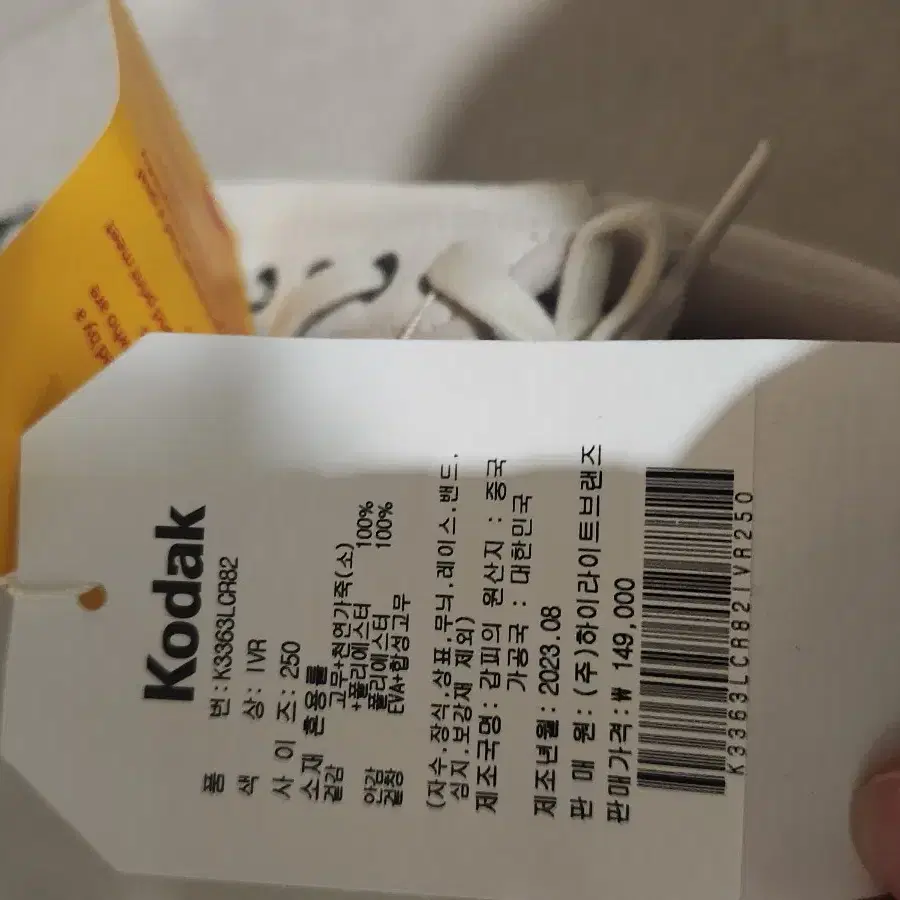 Kodak
품 번 : K3363LCR82
색 상 : IVR
사 이 즈 : 250
소재 혼용률
겉감 고무+천연가죽(소)
+폴리에스터 100%
안감 폴리에스터 100%
겉창 EVA+합성고무
(자수.장식.상표.무늬.레이스.밴드.
심지.보강재 제외)
제조국명 : 갑피의 원산지 : 중국
가공국 : 대한민국
제조년월 : 2023.08
판 매 원 : (주)하이라이트브랜즈
판매가격 : ₩ 149,000
K3363LCR82IVR250
ed by a
who are